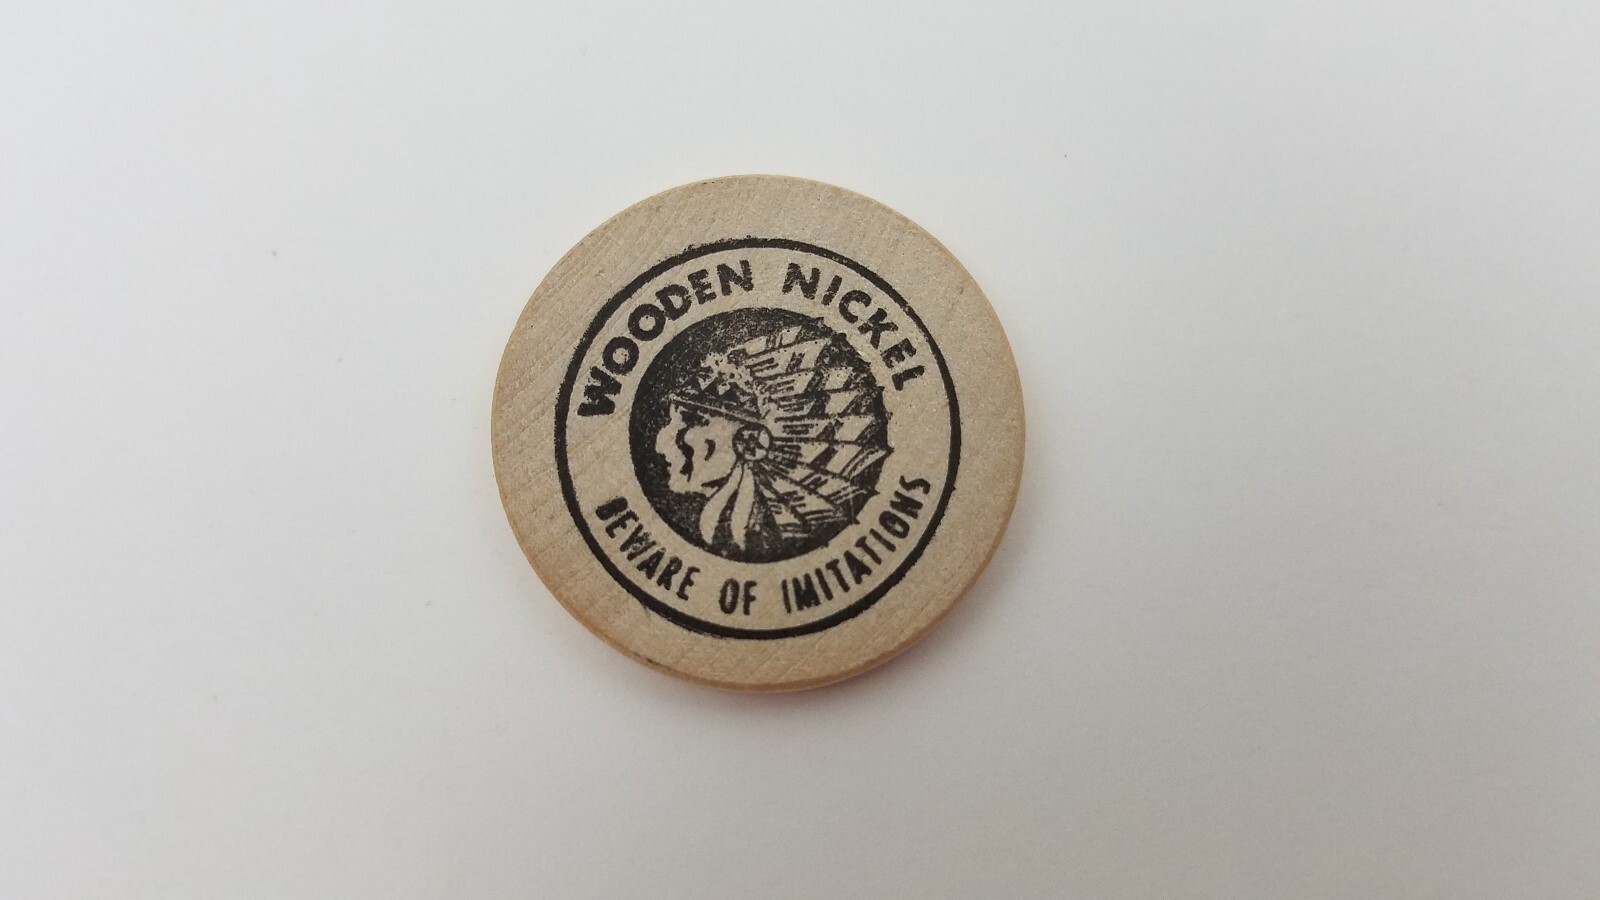 WOODEN NICKEL
BEWARE OF IMITATIONS